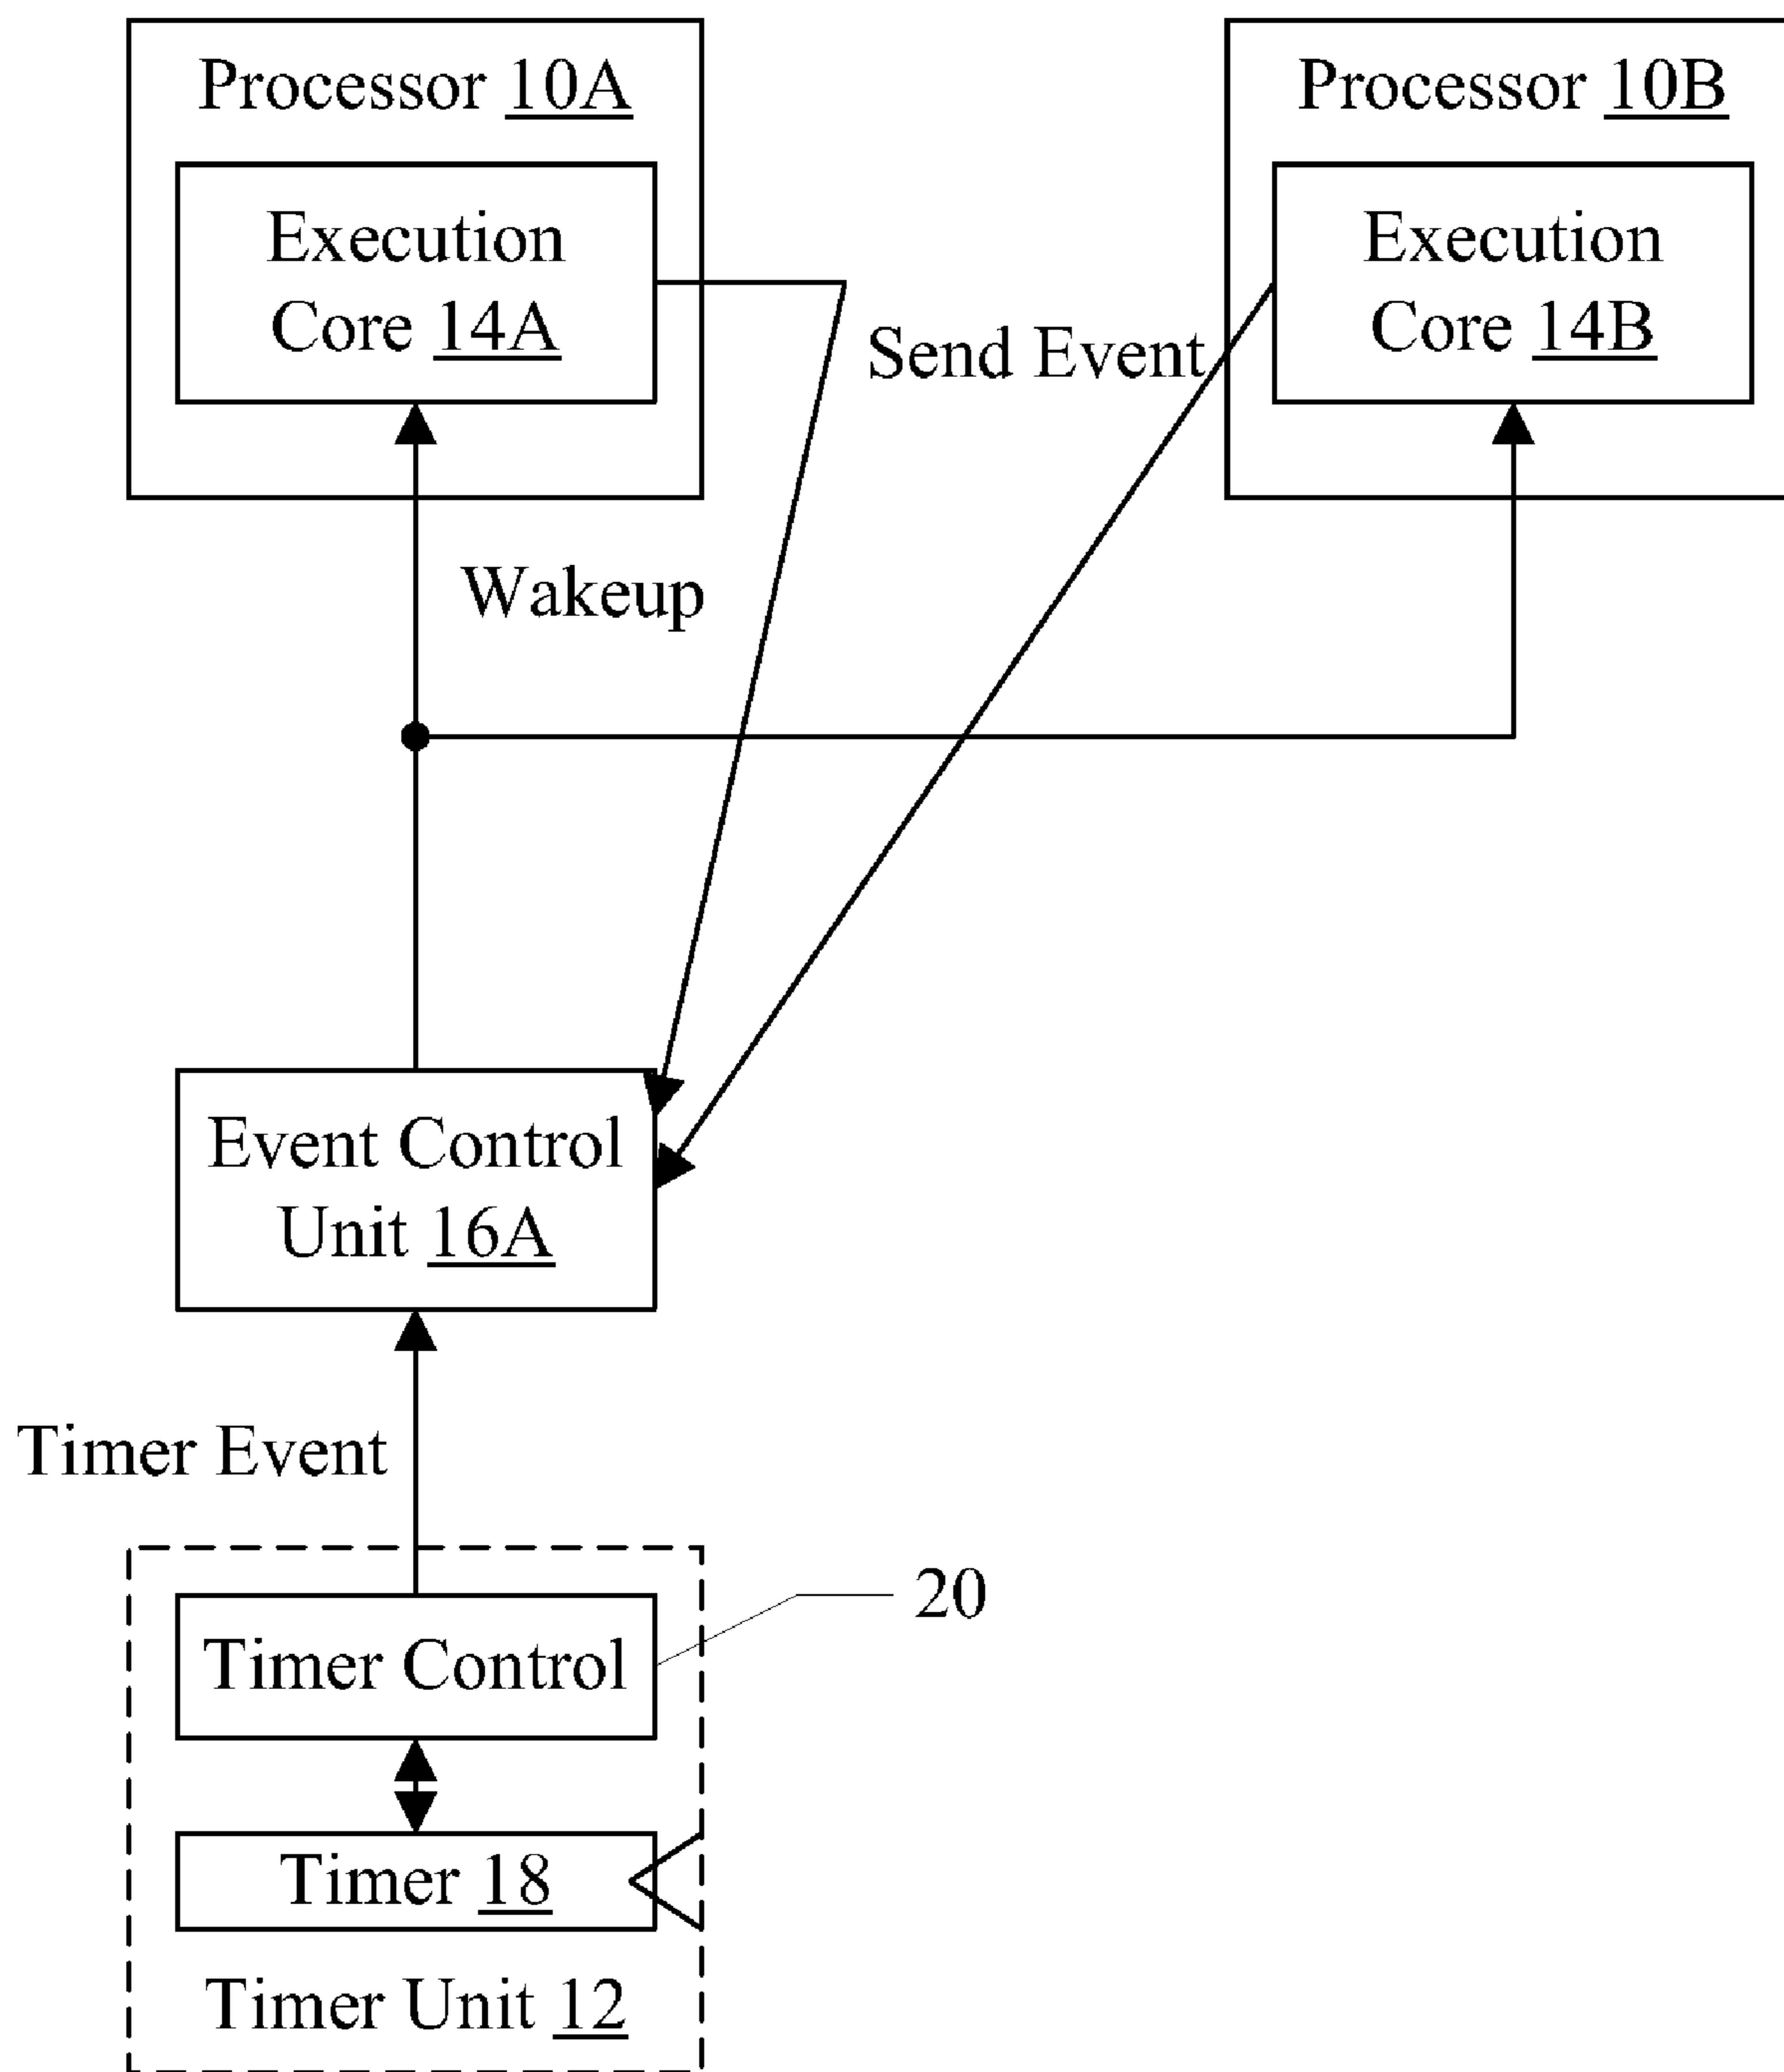 Processor 10A
Execution
Core 14A
Processor 10B
Execution
Core 14B
Send Event
Wakeup
Event Control
Unit 16A
Timer Event
Timer Control
20
Timer 18
Timer Unit 12